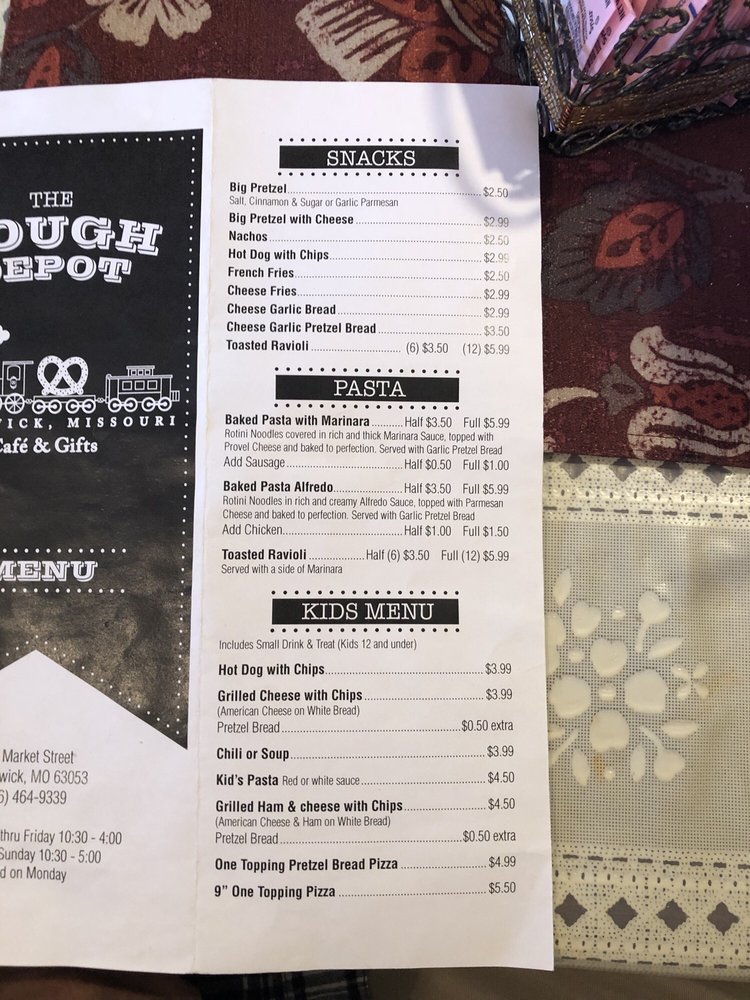 THE
OUGH
DEPOT
WICK, MISSOURI
Café & Gifts
MENU
Market Street
wick, MO 63053
6) 464-9339
thru Friday 10:30 - 4:00
Sunday 10:30 - 5:00
d on Monday
SNACKS
Big Pretzel $2.50
Salt, Cinnamon & Sugar or Garlic Parmesan
Big Pretzel with Cheese $2.99
Nachos $2.50
Hot Dog with Chips $2.99
French Fries $2.50
Cheese Fries $2.99
Cheese Garlic Bread $2.99
Cheese Garlic Pretzel Bread $3.50
Toasted Ravioli (6) $3.50 (12) $5.99
PASTA
Baked Pasta with Marinara Half $3.50 Full $5.99
Rotini Noodles covered in rich and thick Marinara Sauce, topped with
Provel Cheese and baked to perfection. Served with Garlic Pretzel Bread
Add Sausage Half $0.50 Full $1.00
Baked Pasta Alfredo Half $3.50 Full $5.99
Rotini Noodles in rich and creamy Alfredo Sauce, topped with Parmesan
Cheese and baked to perfection. Served with Garlic Pretzel Bread
Add Chicken Half $1.00 Full $1.50
Toasted Ravioli Half (6) $3.50 Full (12) $5.99
Served with a side of Marinara
KIDS MENU
Includes Small Drink & Treat (Kids 12 and under)
Hot Dog with Chips $3.99
Grilled Cheese with Chips $3.99
(American Cheese on White Bread)
Pretzel Bread $0.50 extra
Chili or Soup $3.99
Kid's Pasta Red or white sauce $4.50
Grilled Ham & cheese with Chips $4.50
(American Cheese & Ham on White Bread)
Pretzel Bread $0.50 extra
One Topping Pretzel Bread Pizza $4.99
9" One Topping Pizza $5.50